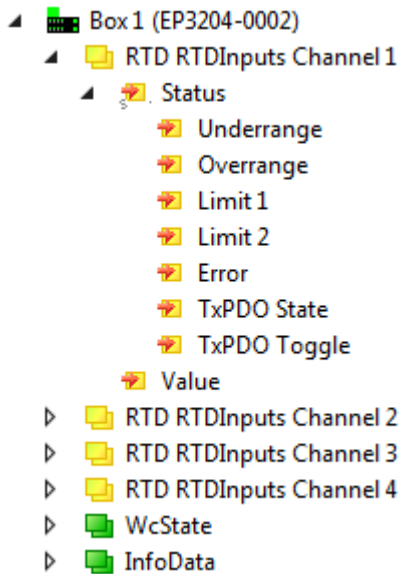 Box 1 (EP3204-0002)
RTD RTDInputs Channel 1
Status
Underrange
Overrange
Limit 1
Limit 2
Error
TxPDO State
TxPDO Toggle
Value
RTD RTDInputs Channel 2
RTD RTDInputs Channel 3
RTD RTDInputs Channel 4
WcState
InfoData